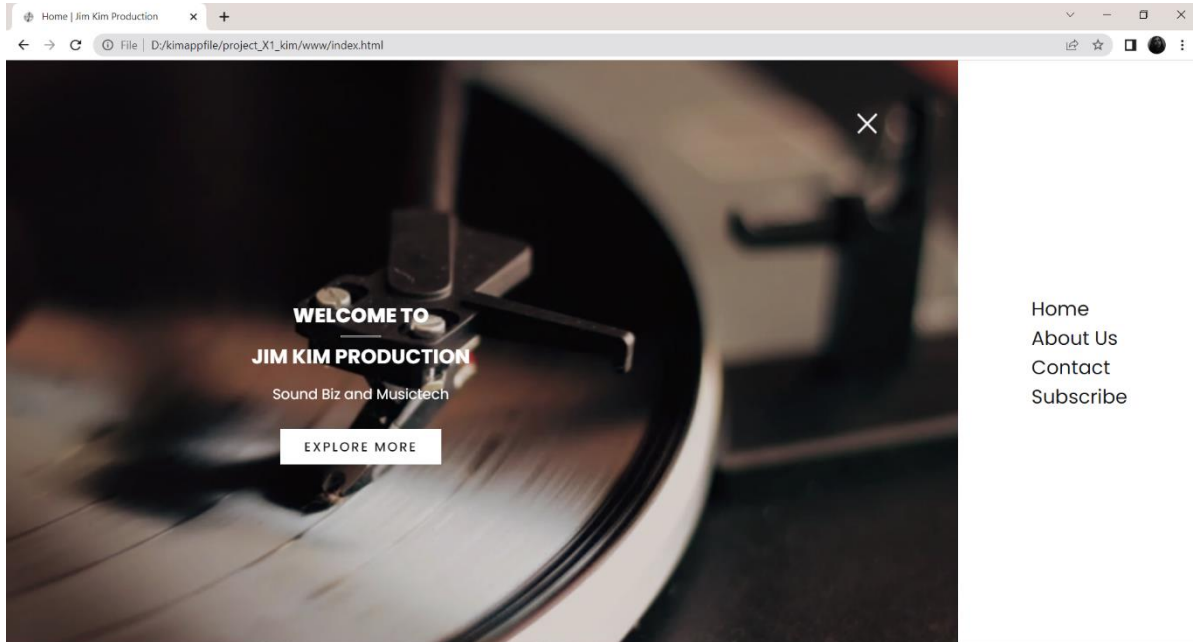 Home | Jim Kim Production
File | D:/kimappfile/project_X1_kim/www/index.html
WELCOME TO
JIM KIM PRODUCTION
Sound Biz and Musictech
EXPLORE MORE
Home
About Us
Contact
Subscribe